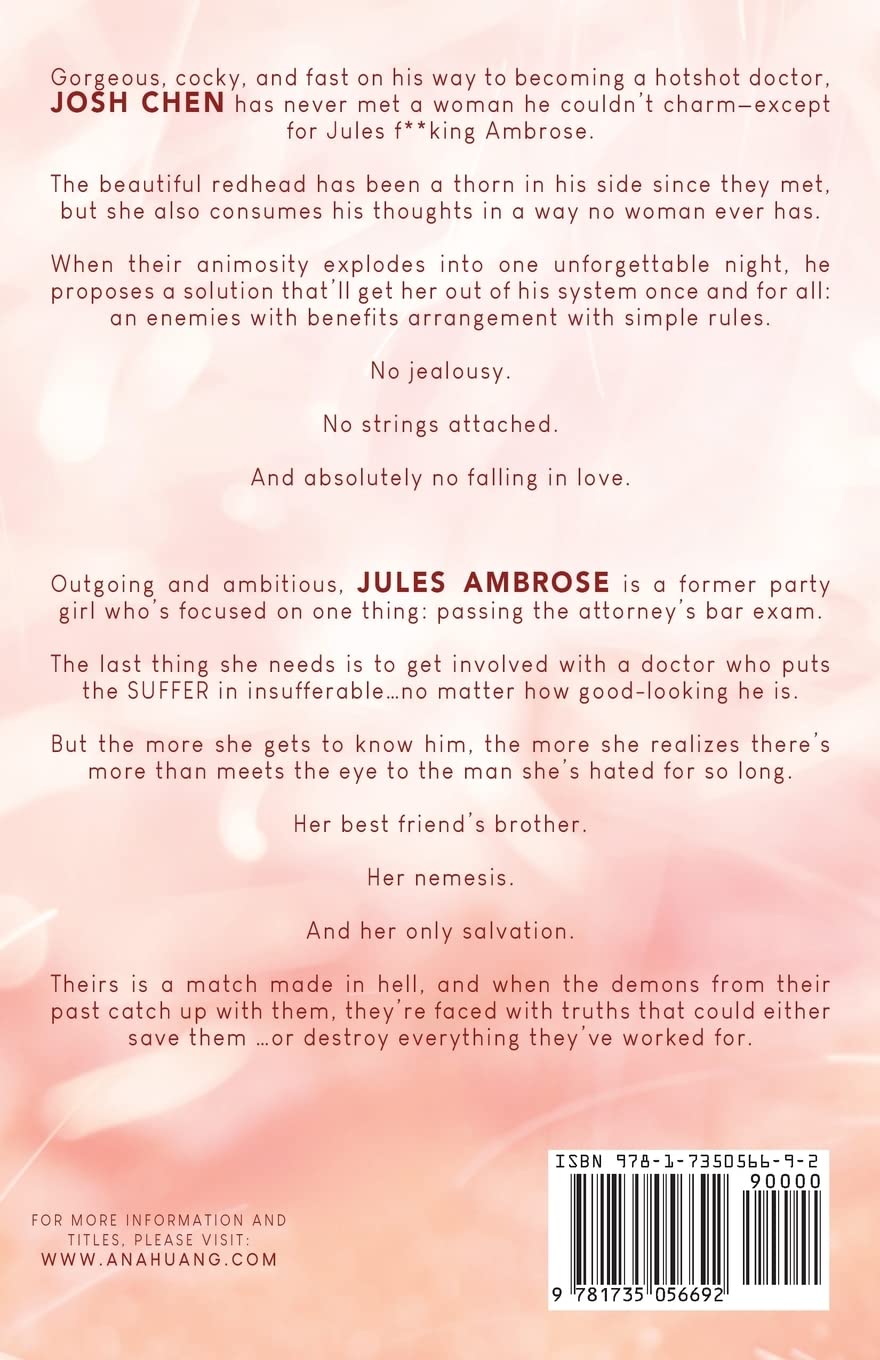 Gorgeous, cocky, and fast on his way to becoming a hotshot doctor,
JOSH CHEN has never met a woman he couldn't charm—except
for Jules f**king Ambrose.
The beautiful redhead has been a thorn in his side since they met,
but she also consumes his thoughts in a way no woman ever has.
When their animosity explodes into one unforgettable night, he
proposes a solution that'll get her out of his system once and for all:
an enemies with benefits arrangement with simple rules.
No jealousy.
No strings attached.
And absolutely no falling in love.
Outgoing and ambitious, JULES AMBROSE is a former party
girl who's focused on one thing: passing the attorney's bar exam.
The last thing she needs is to get involved with a doctor who puts
the SUFFER in insufferable...no matter how good-looking he is.
But the more she gets to know him, the more she realizes there's
more than meets the eye to the man she's hated for so long.
Her best friend's brother.
Her nemesis.
And her only salvation.
Theirs is a match made in hell, and when the demons from their
past catch up with them, they're faced with truths that could either
save them ...or destroy everything they've worked for.
FOR MORE INFORMATION AND
TITLES, PLEASE VISIT:
WWW.ANAHUANG.COM
ISBN 978-1-7350566-9-2
90000
9 781735 056692